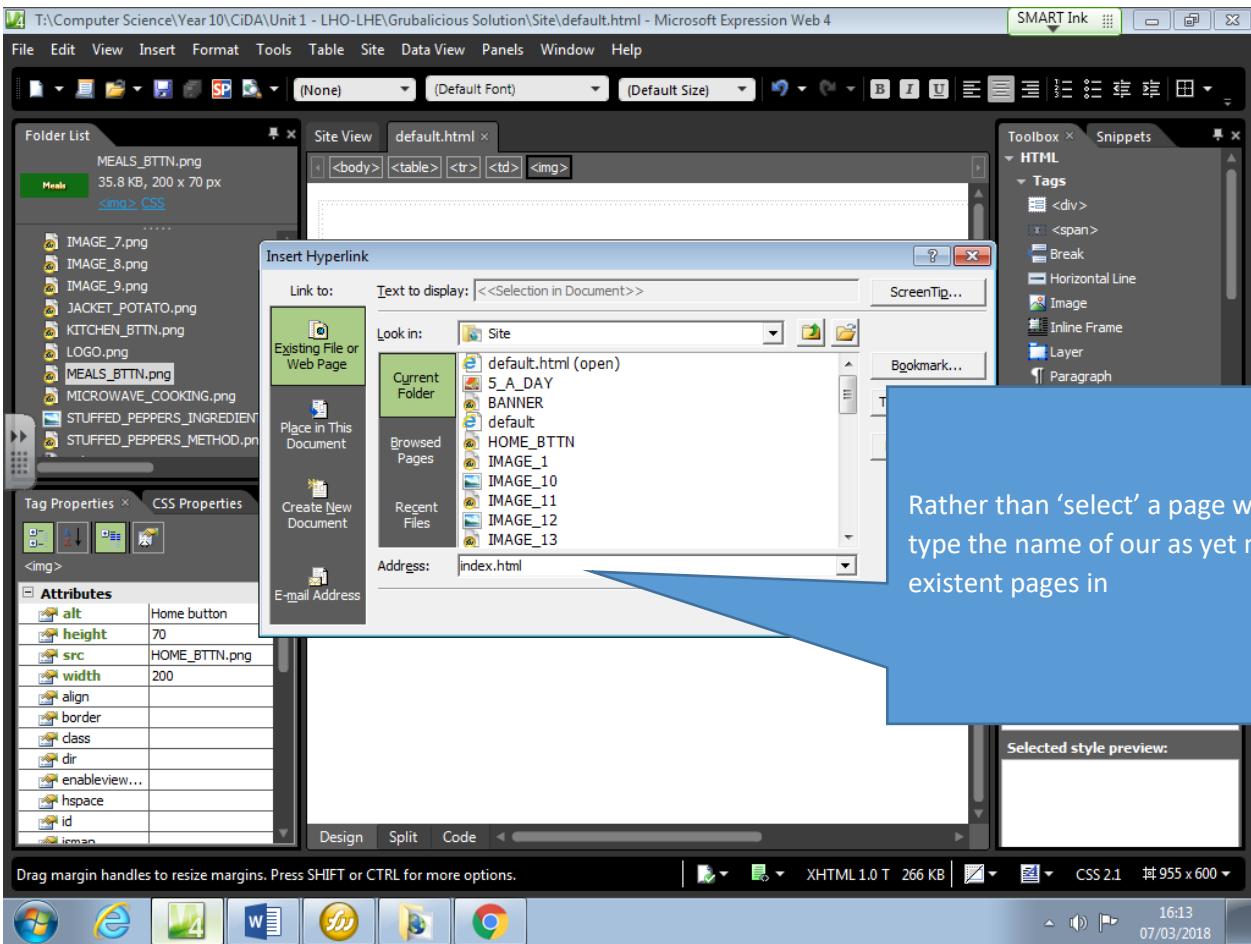 T:\Computer Science\Year 10\CiDA\Unit 1 - LHO-LHE\Grubalicious Solution\Site\default.html - Microsoft Expression Web 4
SMART Ink
File Edit View Insert Format Tools Table Site Data View Panels Window Help
SP (None) (Default Font) (Default Size) B I U
Folder List
MEALS_BTTN.png
Meals
35.8 KB, 200 x 70 px
<img> CSS
IMAGE_7.png
IMAGE_8.png
IMAGE_9.png
JACKET_POTATO.png
KITCHEN_BTTN.png
LOGO.png
MEALS_BTTN.png
MICROWAVE_COOKING.png
STUFFED_PEPPERS_INGREDIEN
STUFFED_PEPPERS_METHOD.pn
Site View default.html ×
<body> <table> <tr> <td> <img>
Insert Hyperlink
Link to:
Text to display: <<Selection in Document>>
ScreenTip...
Existing File or
Web Page
Place in This
Document
Create New
Document
E-mail Address
Look in: Site
Current
Folder
Browsed
Pages
Recent
Files
default.html (open)
5_A_DAY
BANNER
default
HOME_BTTN
IMAGE_1
IMAGE_10
IMAGE_11
IMAGE_12
IMAGE_13
Bookmark...
T
Address: index.html
Toolbox × Snippets
HTML
Tags
<div>
<span>
Break
Horizontal Line
Image
Inline Frame
Layer
Paragraph
Rather than ‘select’ a page w
type the name of our as yet
existent pages in
Tag Properties × CSS Properties
<img>
Attributes
alt Home button
height 70
src HOME_BTTN.png
width 200
align
border
class
dir
enableview...
hspace
id
isman
Selected style preview:
Design Split Code
Drag margin handles to resize margins. Press SHIFT or CTRL for more options.
XHTML 1.0 T 266 KB CSS 2.1 955 x 600
16:13
07/03/2018